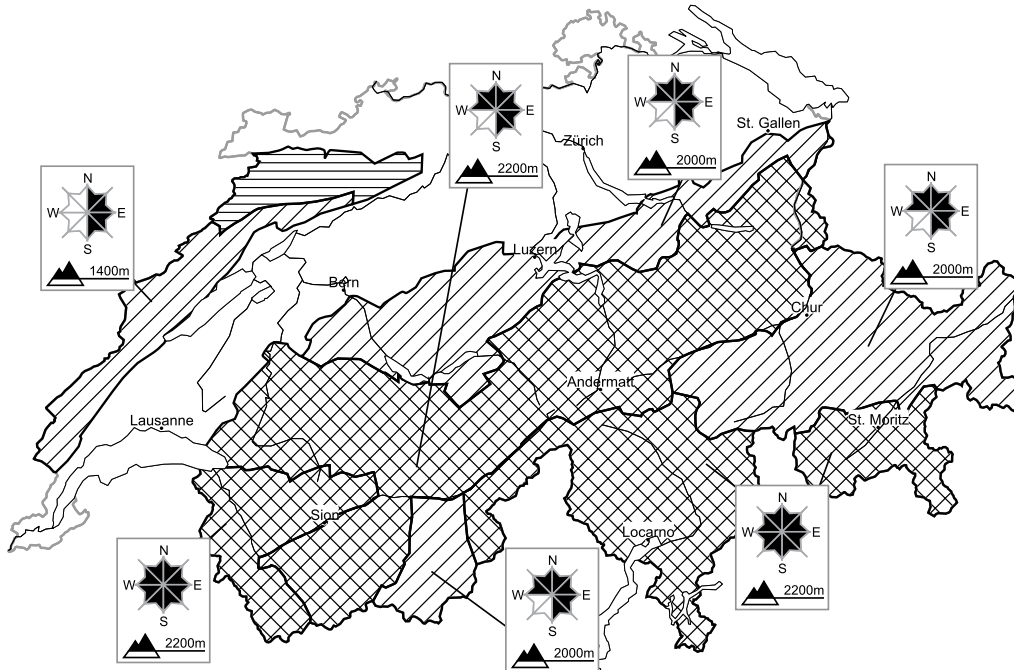 N
W E
S
2200m
N
W E
S
2000m
St. Gallen
Zürich
N
W E
S
1400m
N
W E
S
2000m
Luzern
Bern
Chur
Andermatt
Lausanne
St. Moritz
Sion
Locarno
N
W E
S
2200m
N
W E
S
2200m
N
W E
S
2000m